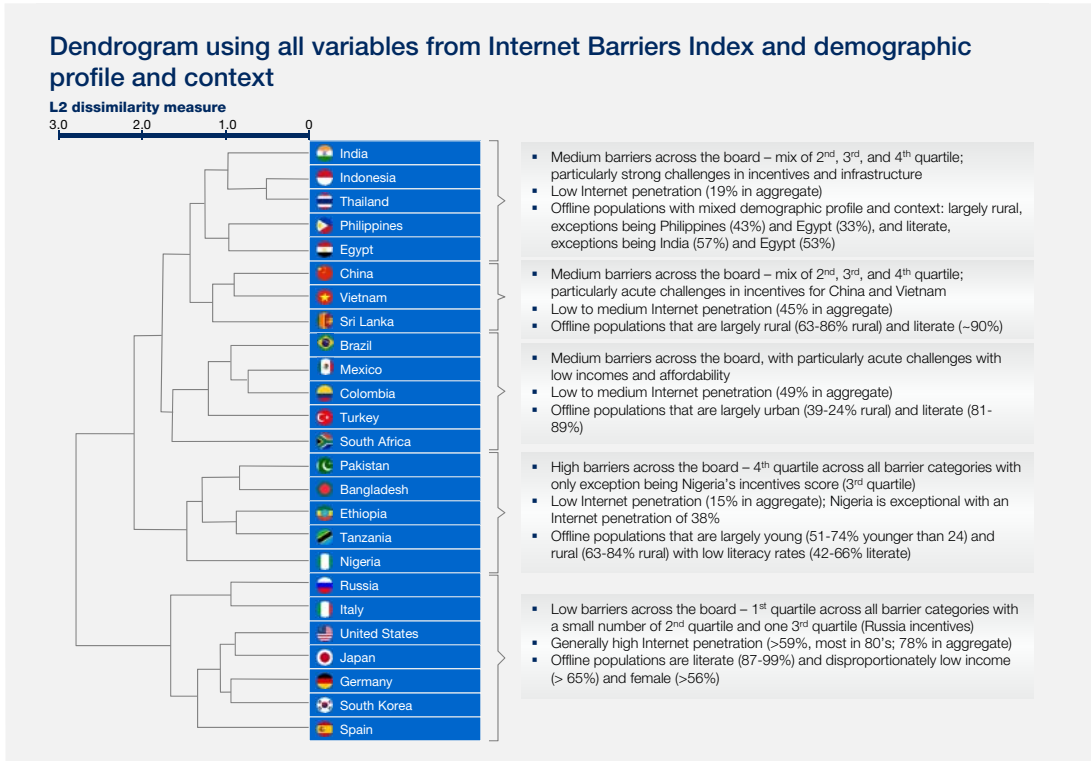 Dendrogram using all variables from Internet Barriers Index and demographic
profile and context
L2 dissimilarity measure
3.0 2.0 1.0 0
India
Indonesia
Thailand
Philippines
Egypt
▪ Medium barriers across the board – mix of 2nd, 3rd, and 4th quartile;
particularly strong challenges in incentives and infrastructure
▪ Low Internet penetration (19% in aggregate)
▪ Offline populations with mixed demographic profile and context: largely rural,
exceptions being Philippines (43%) and Egypt (33%), and literate,
exceptions being India (57%) and Egypt (53%)
China
Vietnam
Sri Lanka
▪ Medium barriers across the board – mix of 2nd, 3rd, and 4th quartile;
particularly acute challenges in incentives for China and Vietnam
▪ Low to medium Internet penetration (45% in aggregate)
▪ Offline populations that are largely rural (63-86% rural) and literate (~90%)
Brazil
Mexico
Colombia
Turkey
South Africa
▪ Medium barriers across the board, with particularly acute challenges with
low incomes and affordability
▪ Low to medium Internet penetration (49% in aggregate)
▪ Offline populations that are largely urban (39-24% rural) and literate (81-
89%)
Pakistan
Bangladesh
Ethiopia
Tanzania
Nigeria
▪ High barriers across the board – 4th quartile across all barrier categories with
only exception being Nigeria's incentives score (3rd quartile)
▪ Low Internet penetration (15% in aggregate); Nigeria is exceptional with an
Internet penetration of 38%
▪ Offline populations that are largely young (51-74% younger than 24) and
rural (63-84% rural) with low literacy rates (42-66% literate)
Russia
Italy
United States
Japan
Germany
South Korea
Spain
▪ Low barriers across the board – 1st quartile across all barrier categories with
a small number of 2nd quartile and one 3rd quartile (Russia incentives)
▪ Generally high Internet penetration (>59%, most in 80's; 78% in aggregate)
▪ Offline populations are literate (87-99%) and disproportionately low income
(> 65%) and female (>56%)